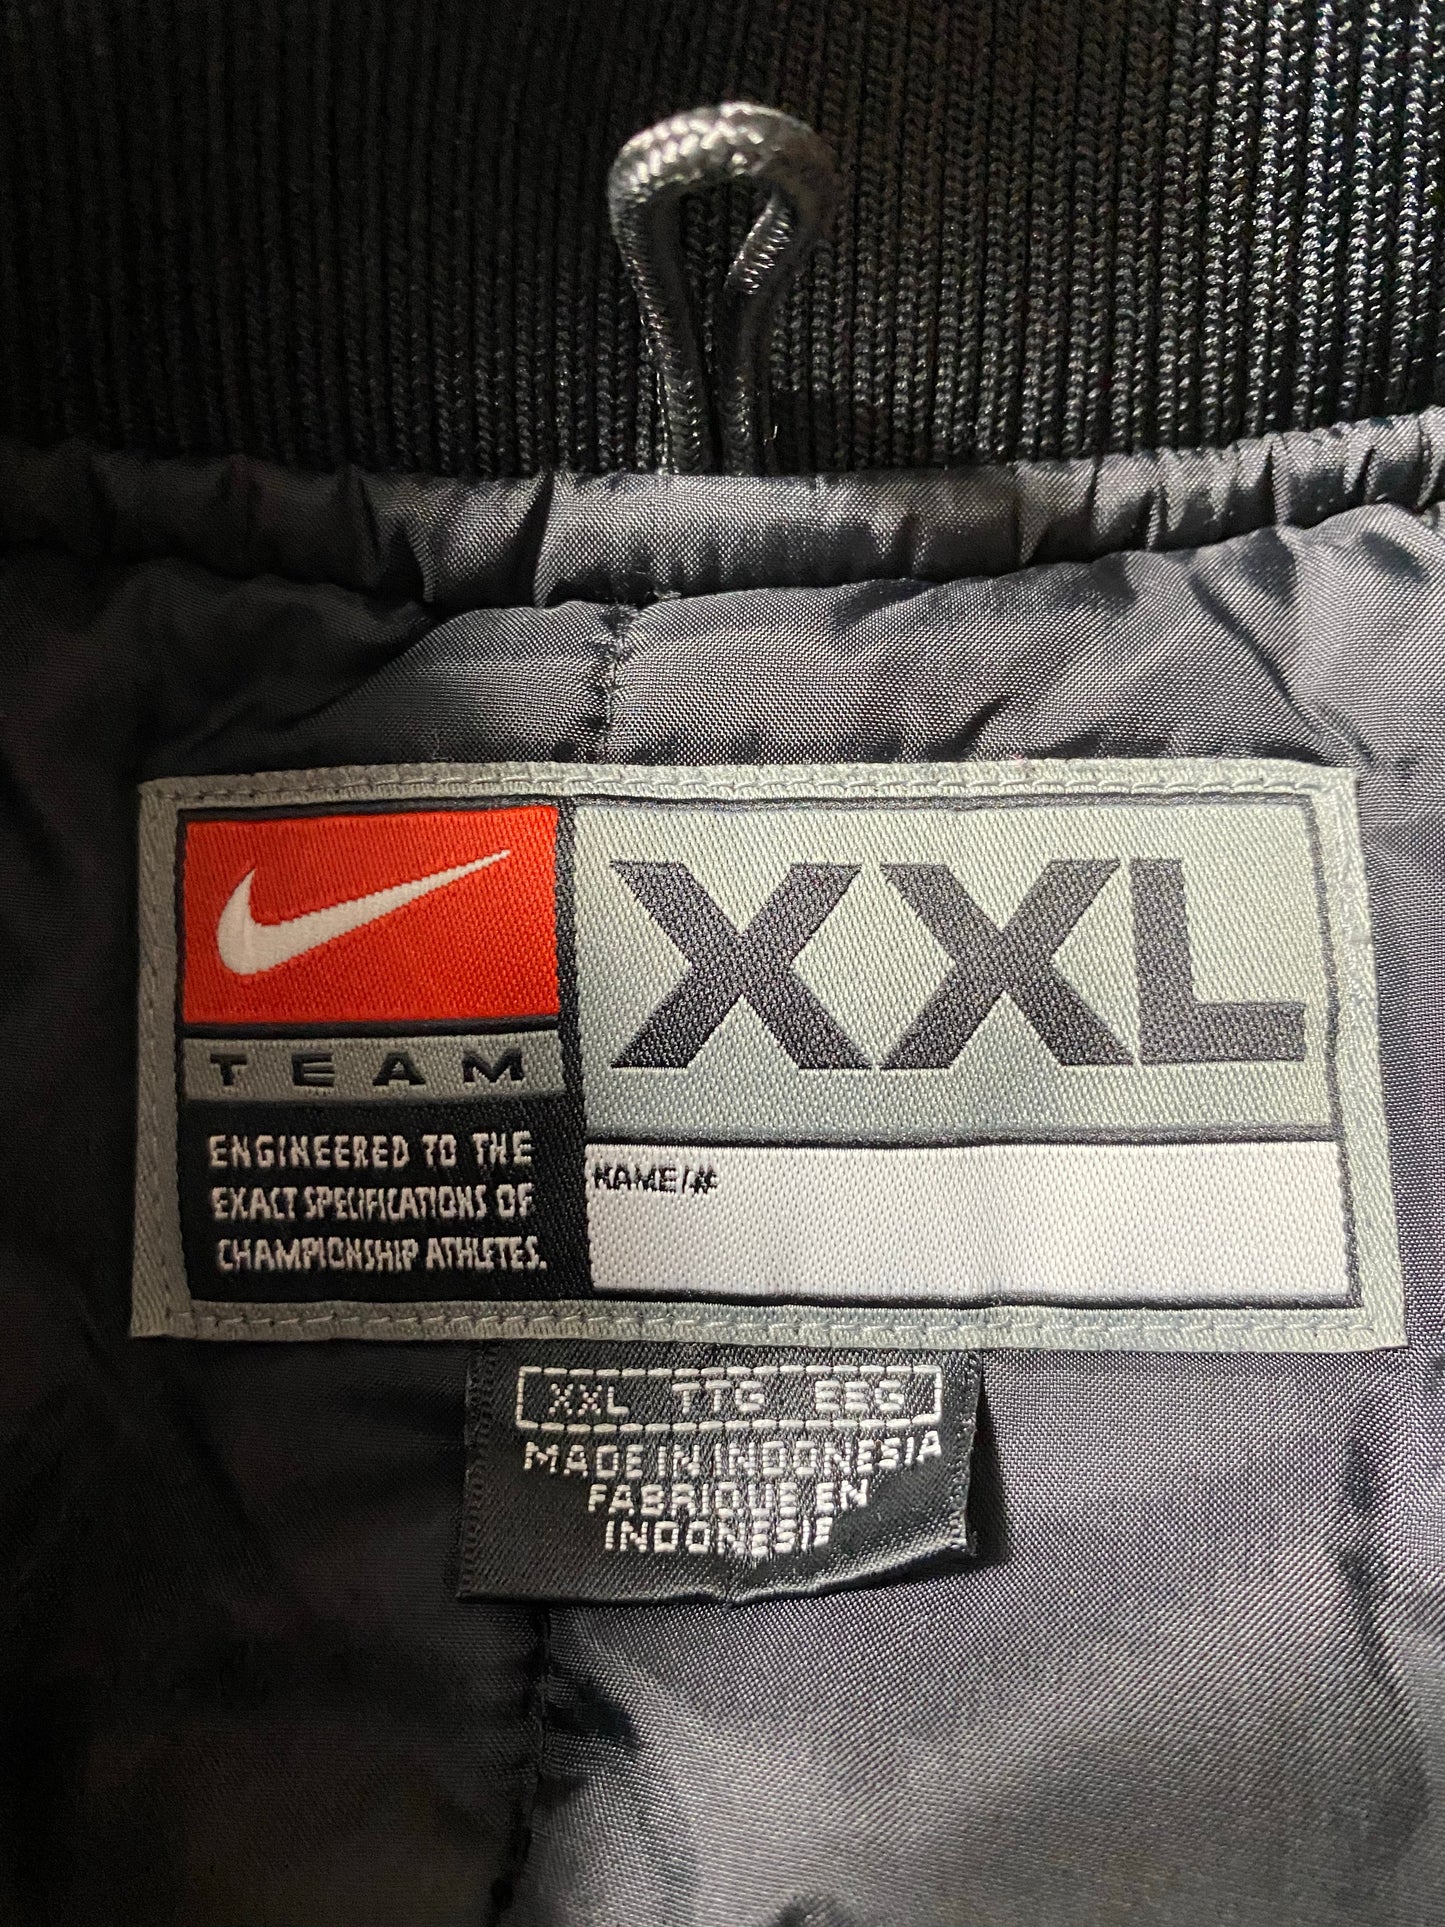 XXL
TEAM
ENGINEERED TO THE
EXACT SPECIFICATIONS OF
CHAMPIONSHIP ATHLETES.
NAME/#
XXL TTG EEG
MADE IN INDONESIA
FABRIQUE EN
INDONESIE